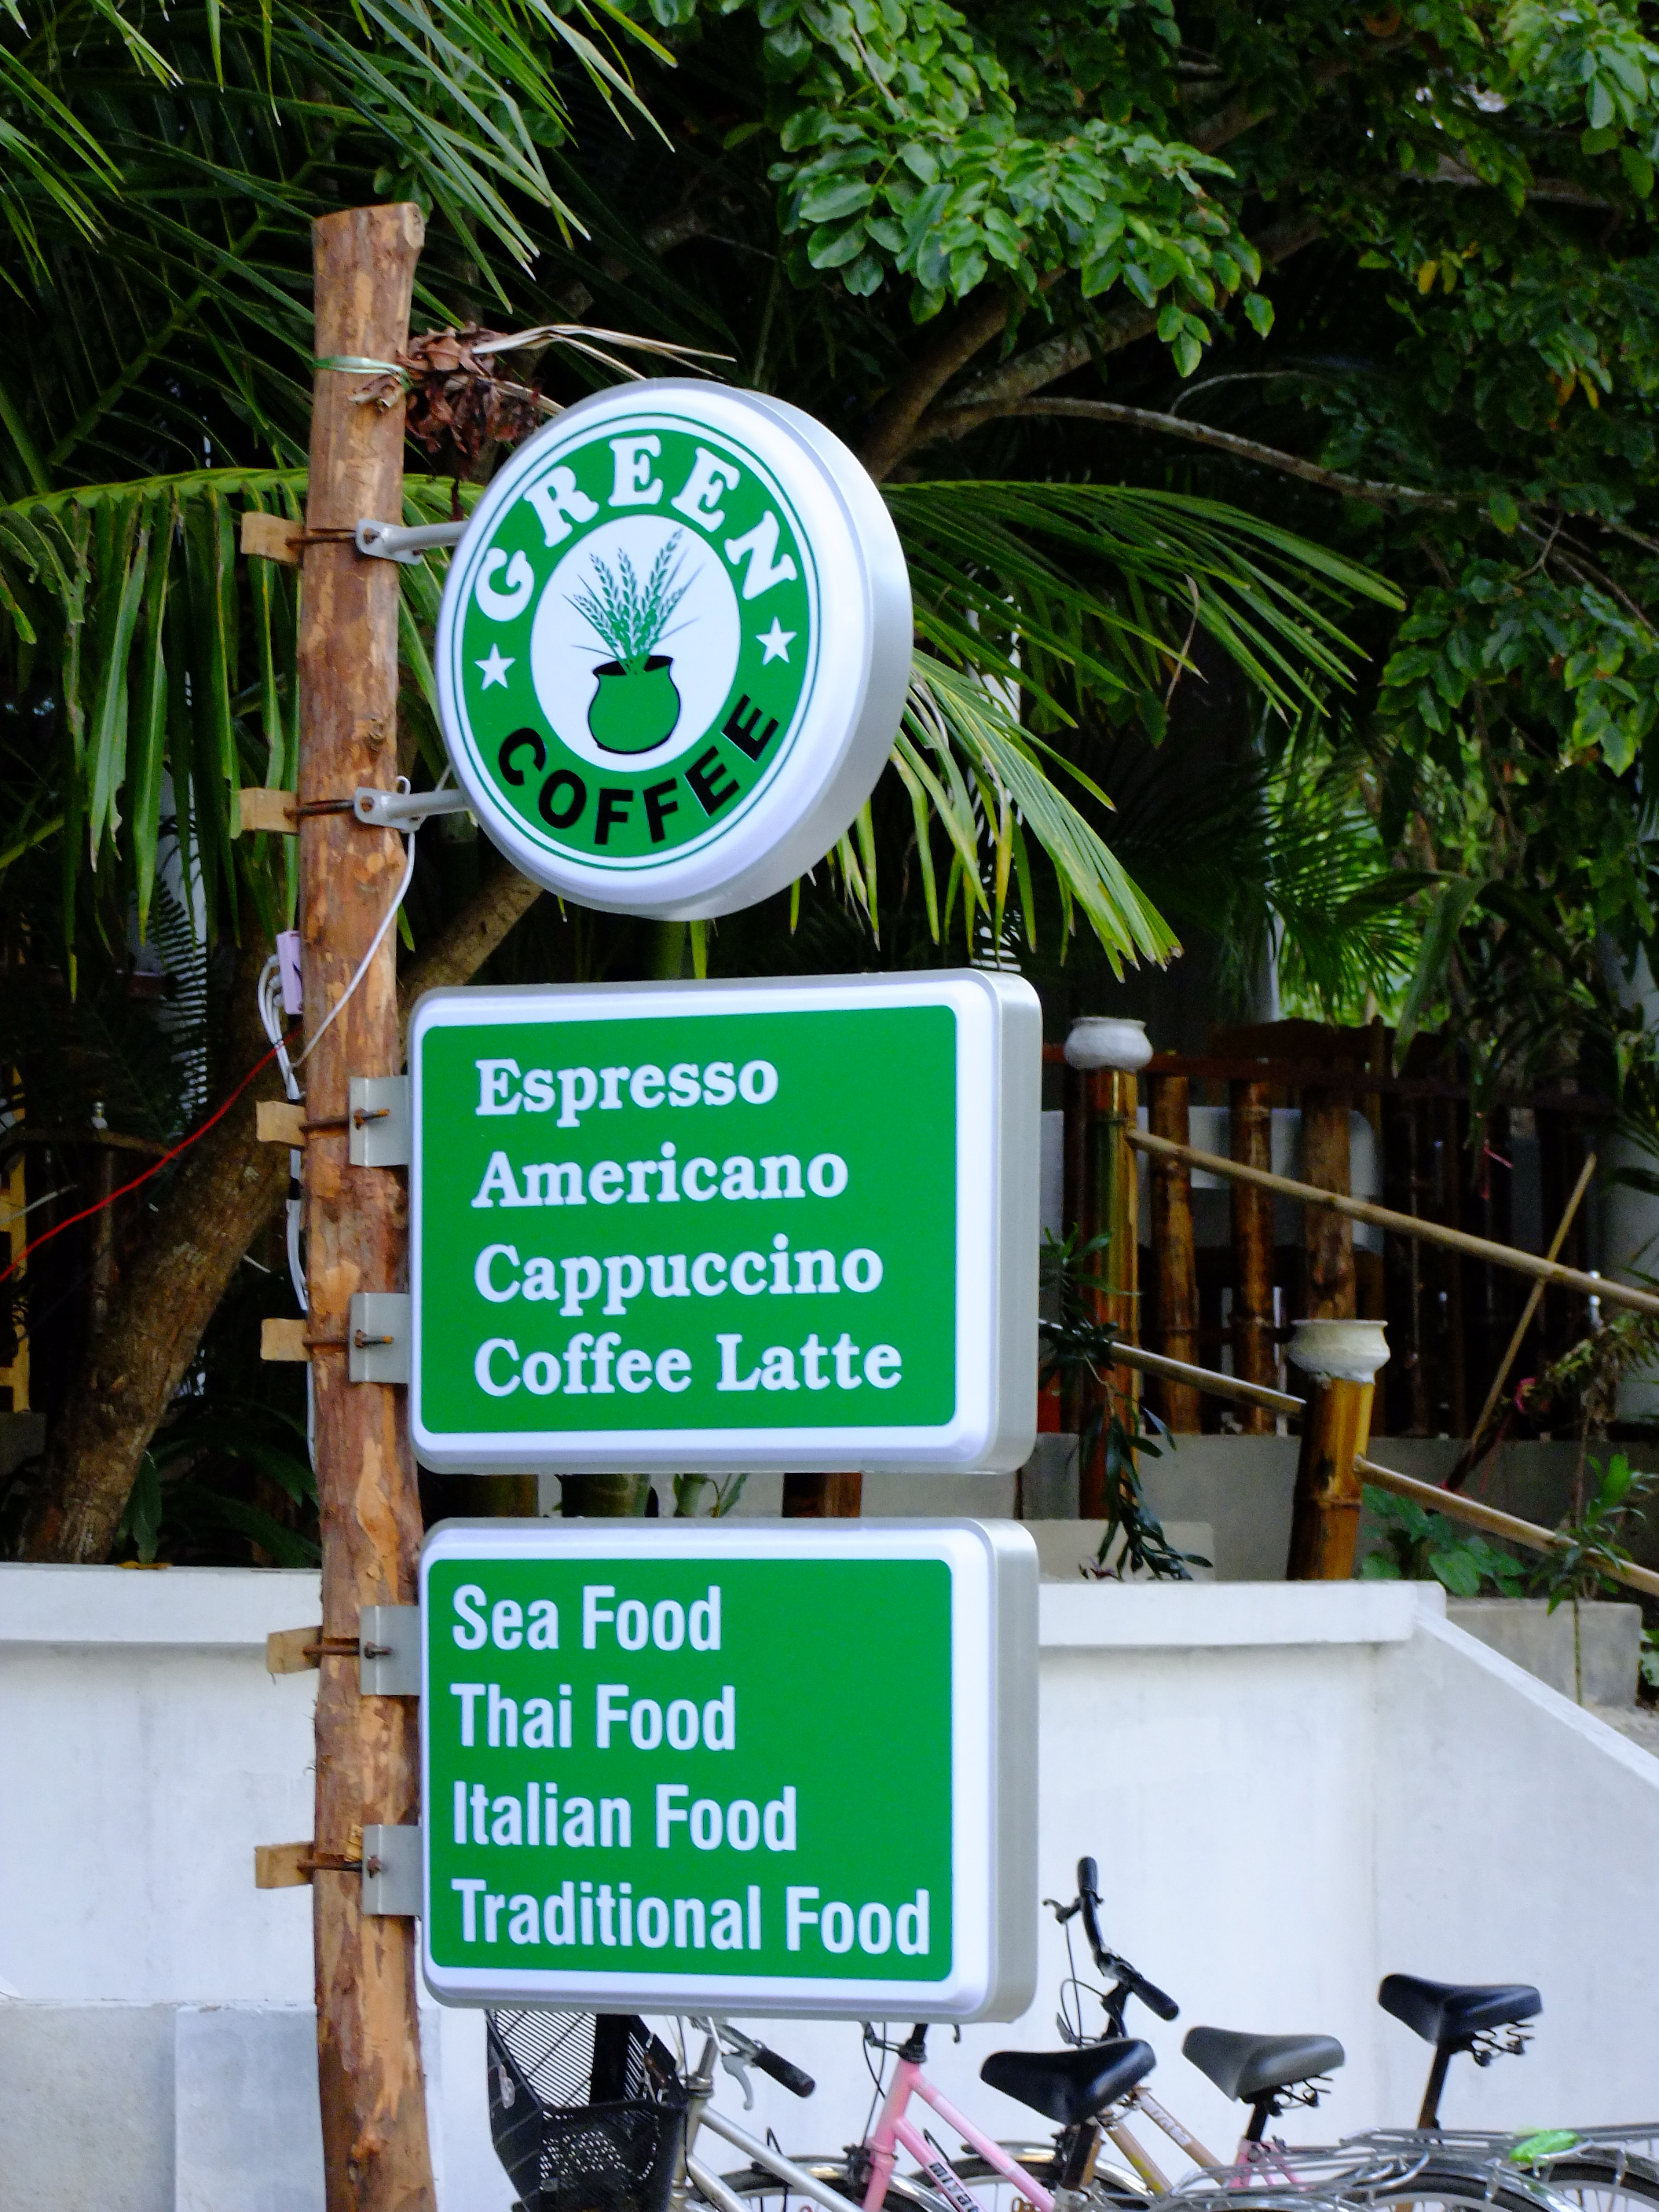 GREEN
COFFEE
Espresso
Americano
Cappuccino
Coffee Latte
Sea Food
Thai Food
Italian Food
Traditional Food